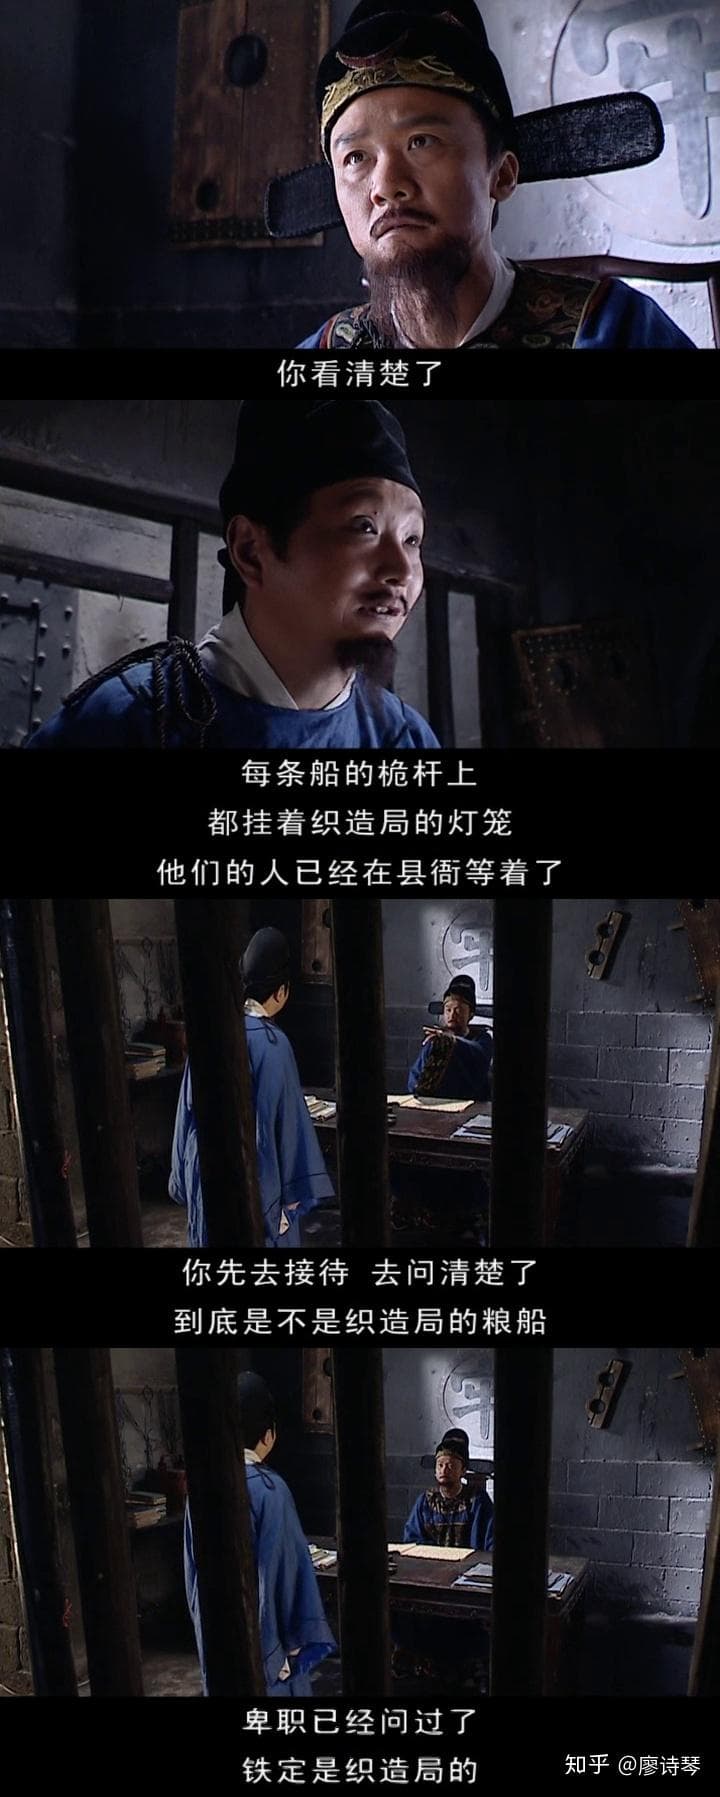 牢
你看清楚了
每条船的桅杆上
都挂着织造局的灯笼
他们的人已经在县衙等着了
牢
你先去接待 去问清楚了
到底是不是织造局的粮船
牢
卑职已经问过了
铁定是织造局的
知乎 @廖诗琴